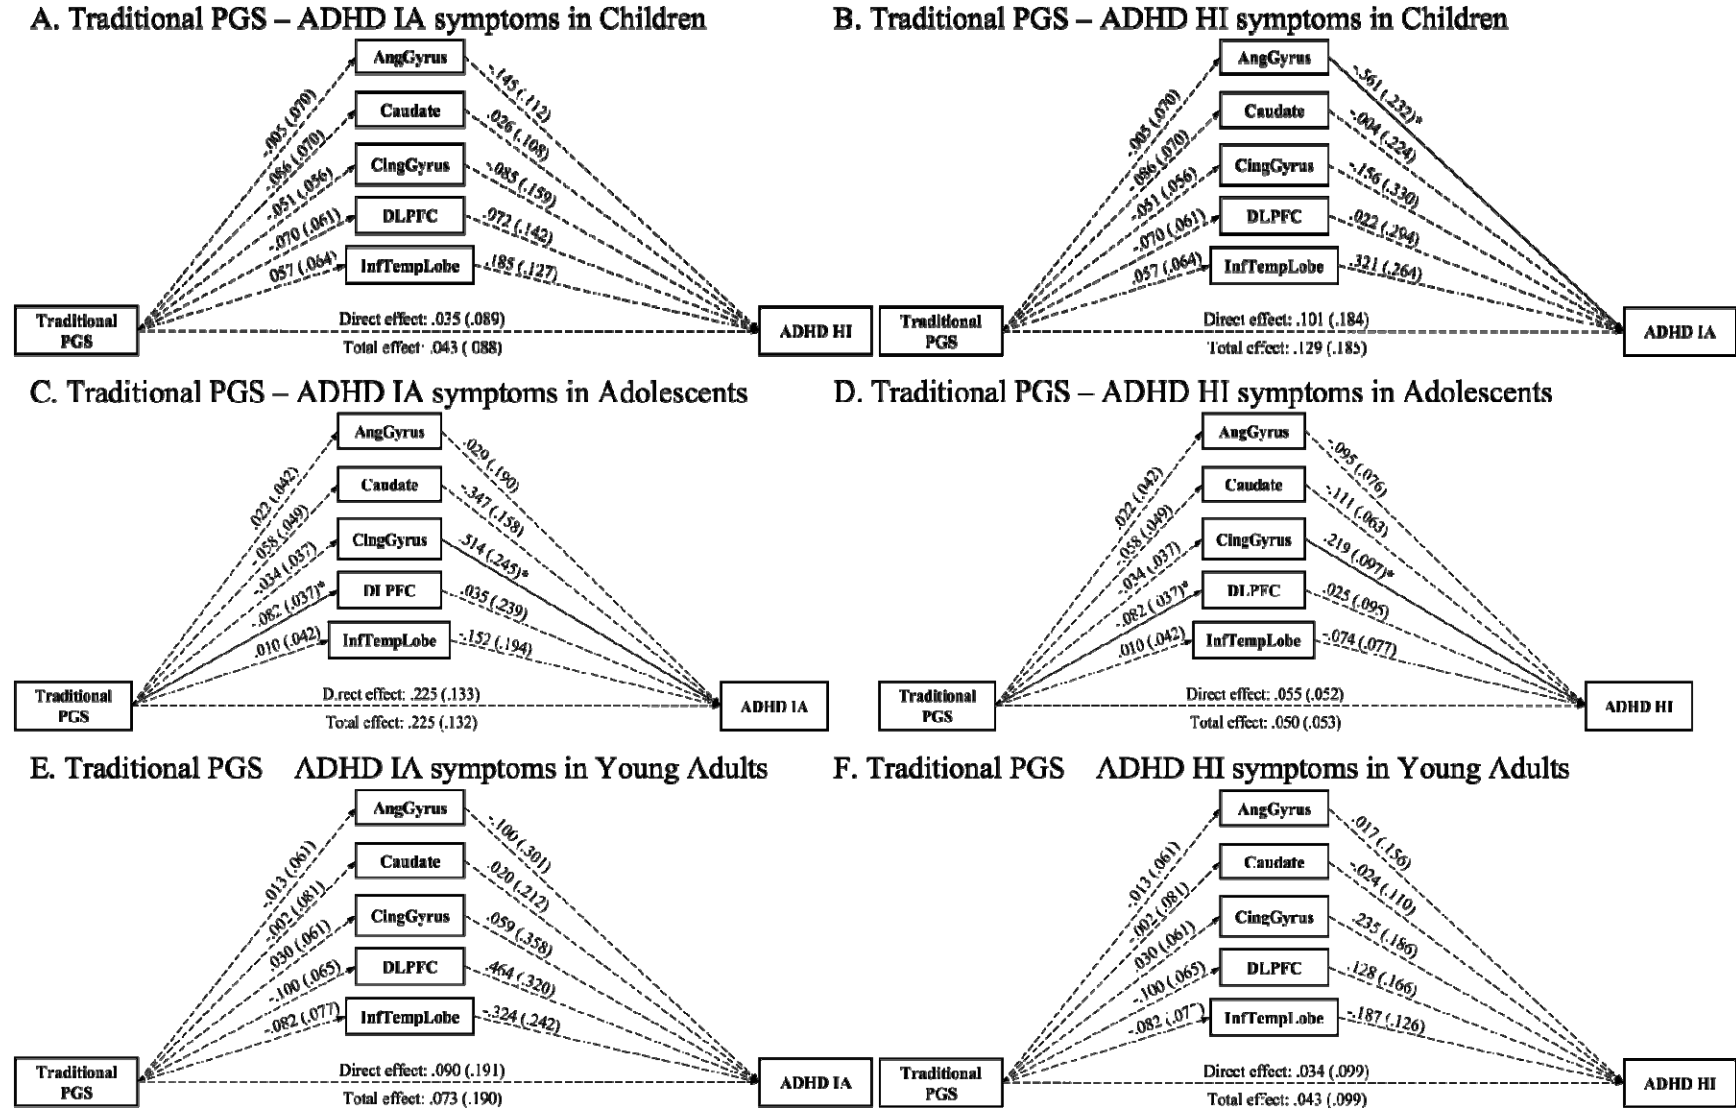 A. Traditional PGS – ADHD IA symptoms in Children
AngGyrus
Caudate
CingGyrus
DLPFC
InfTempLobe
-.005 (.070)
-.086 (.070)
-.051 (.056)
-.070 (.061)
.057 (.064)
-.145 (.112)
.026 (.108)
-.085 (.159)
.072 (.142)
.185 (.127)
Traditional
PGS
Direct effect: .035 (.089)
Total effect: .043 (.088)
ADHD HI
B. Traditional PGS – ADHD HI symptoms in Children
AngGyrus
Caudate
CingGyrus
DLPFC
InfTempLobe
-.005 (.070)
-.086 (.070)
-.051 (.056)
-.070 (.061)
.057 (.064)
-.561 (.232)*
-.004 (.224)
-.156 (.330)
.022 (.294)
.321 (.264)
Traditional
PGS
Direct effect: .101 (.184)
Total effect: .129 (.185)
ADHD IA
C. Traditional PGS – ADHD IA symptoms in Adolescents
AngGyrus
Caudate
CingGyrus
DLPFC
InfTempLobe
.022 (.042)
-.058 (.049)
-.034 (.037)
-.082 (.037)*
.010 (.042)
.029 (.190)
-.347 (.158)
.514 (.245)*
.035 (.239)
-.152 (.194)
Traditional
PGS
Direct effect: .225 (.133)
Total effect: .225 (.132)
ADHD IA
D. Traditional PGS – ADHD HI symptoms in Adolescents
AngGyrus
Caudate
CingGyrus
DLPFC
InfTempLobe
.022 (.042)
-.058 (.049)
-.034 (.037)
-.082 (.037)*
.010 (.042)
-.095 (.076)
-.111 (.063)
.219 (.097)*
.025 (.095)
-.074 (.077)
Traditional
PGS
Direct effect: .055 (.052)
Total effect: .050 (.053)
ADHD HI
E. Traditional PGS ADHD IA symptoms in Young Adults
AngGyrus
Caudate
CingGyrus
DLPFC
InfTempLobe
-.013 (.061)
-.002 (.081)
.030 (.061)
-.100 (.065)
-.082 (.077)
-.100 (.301)
.020 (.212)
.059 (.358)
.464 (.320)
-.324 (.242)
Traditional
PGS
Direct effect: .090 (.191)
Total effect: .073 (.190)
ADHD IA
F. Traditional PGS ADHD HI symptoms in Young Adults
AngGyrus
Caudate
CingGyrus
DLPFC
InfTempLobe
-.013 (.061)
-.002 (.081)
.030 (.061)
-.100 (.065)
-.082
.017 (.156)
-.024 (.110)
.235 (.186)
.128 (.166)
-.187 (.126)
Traditional
PGS
Direct effect: .034 (.099)
Total effect: .043 (.099)
ADHD HI